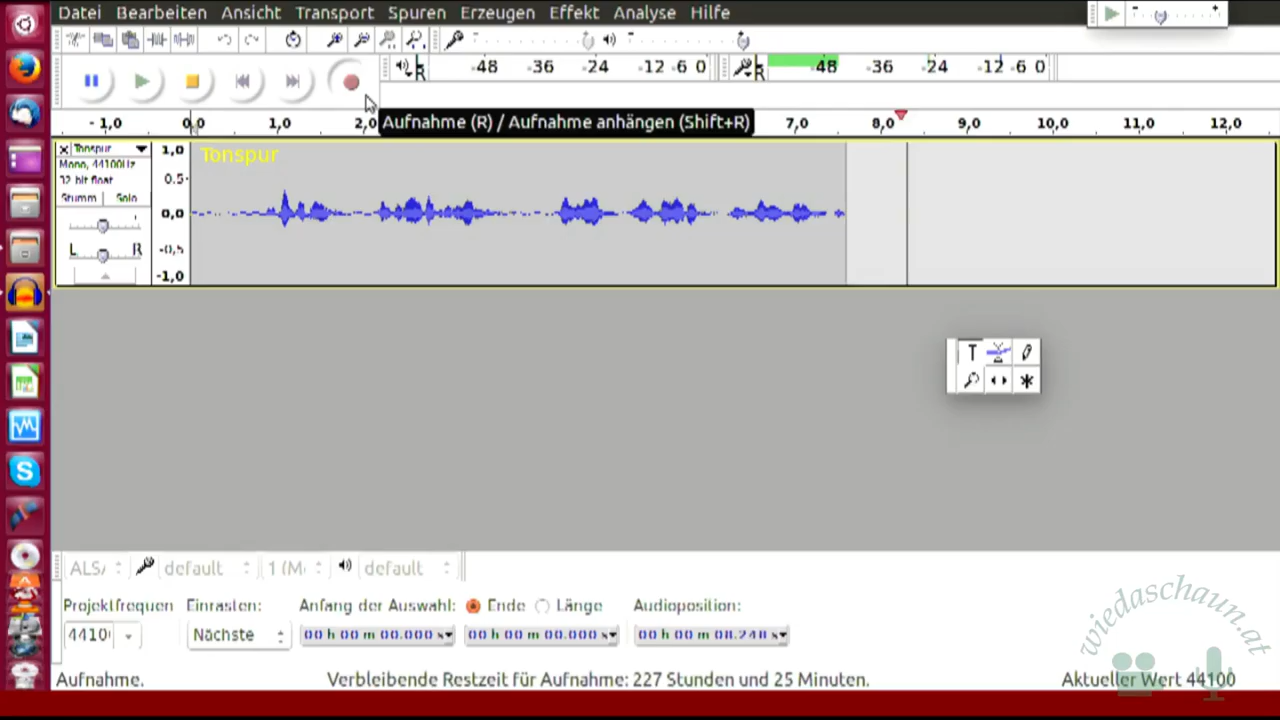 Datei Bearbeiten Ansicht Transport Spuren Erzeugen Effekt Analyse Hilfe
-48 -36 -24 -12 -6 0
-48 -36 -24 -12 -6 0
- 1,0 0,0 1,0 2,0 7,0 8,0 9,0 10,0 11,0 12,0
Aufnahme (R) / Aufnahme anhängen (Shift+R)
Tonspur
Mono, 44100Hz
32 bit float
Stumm Solo
L R
1,0
0,5
0,0
-0,5
-1,0
Tonspur
ALSA default 1 (M default
Projektfrequen Einrasten: Anfang der Auswahl: Ende Länge Audioposition:
4410 Nächste 00 h 00 m 00.000 s 00 h 00 m 00.000 s 00 h 00 m 08.248 s
wiedaschaun.at
Aufnahme. Verbleibende Restzeit für Aufnahme: 227 Stunden und 25 Minuten. Aktueller Wert 44100